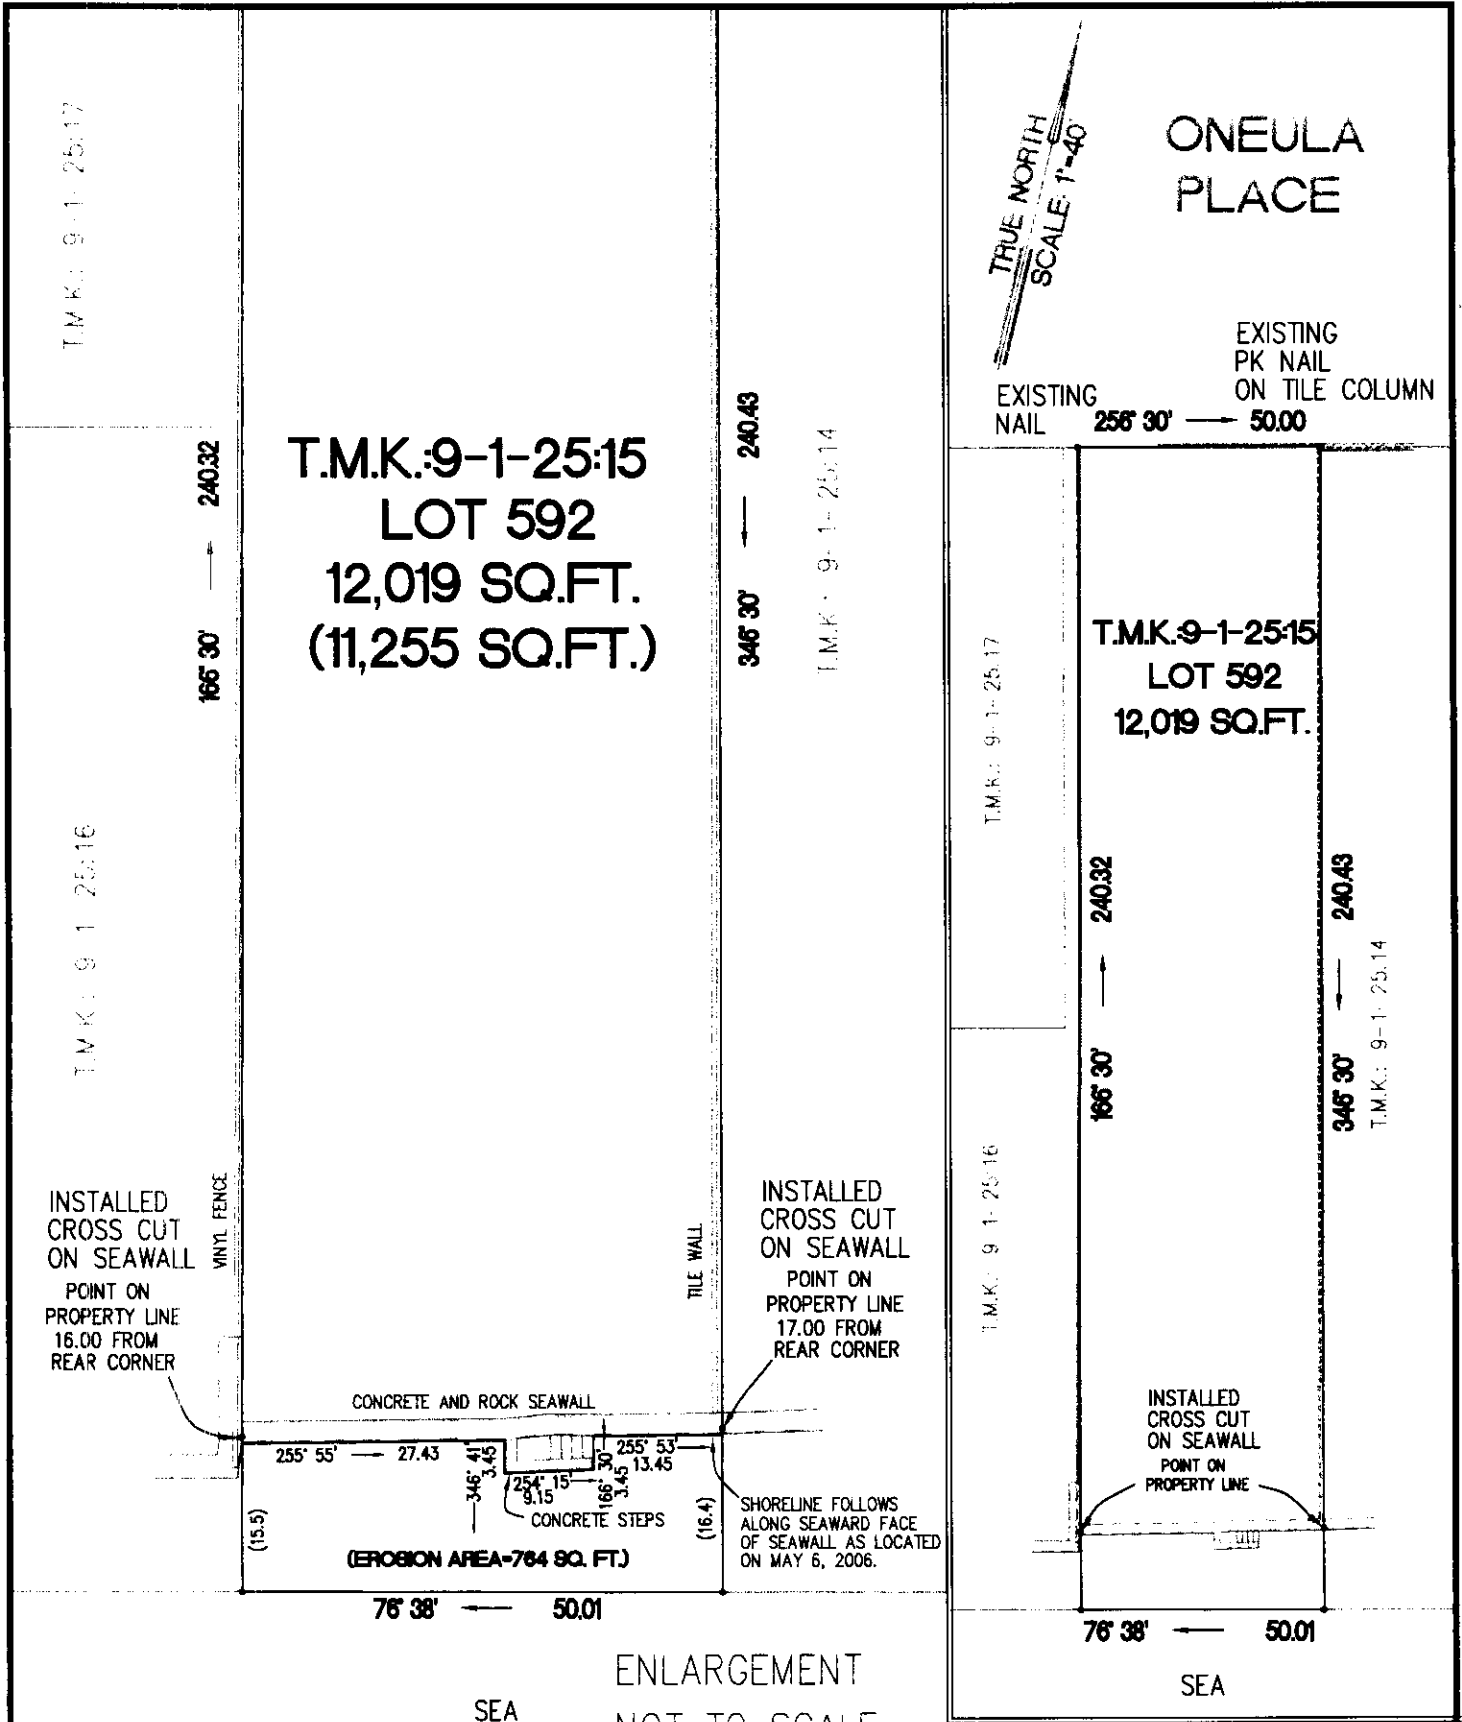 T.M.K.: 9-1-25:17
T.M.K.: 9-1-25:16
166° 30' → 240.32
T.M.K.:9-1-25:15
LOT 592
12,019 SQ.FT.
(11,255 SQ.FT.)
346° 30' ← 240.43
T.M.K.: 9-1-25:14
INSTALLED
CROSS CUT
ON SEAWALL
POINT ON
PROPERTY LINE
16.00 FROM
REAR CORNER
VINYL FENCE
TILE WALL
INSTALLED
CROSS CUT
ON SEAWALL
POINT ON
PROPERTY LINE
17.00 FROM
REAR CORNER
CONCRETE AND ROCK SEAWALL
255° 55' → 27.43
346° 41'
3.45
254° 15'
9.15
166° 30'
3.45
255° 53'
13.45
CONCRETE STEPS
(15.5)
(16.4)
SHORELINE FOLLOWS
ALONG SEAWARD FACE
OF SEAWALL AS LOCATED
ON MAY 6, 2006.
(EROSION AREA=764 SQ. FT.)
76° 38' ← 50.01
ENLARGEMENT
NOT TO SCALE
SEA
TRUE NORTH
SCALE: 1"=40'
ONEULA
PLACE
EXISTING
NAIL
EXISTING
PK NAIL
ON TILE COLUMN
256° 30' → 50.00
T.M.K.: 9-1-25:17
T.M.K.:9-1-25:15
LOT 592
12,019 SQ.FT.
166° 30' → 240.32
346° 30' ← 240.43
T.M.K.: 9-1-25:14
T.M.K.: 9-1-25:16
INSTALLED
CROSS CUT
ON SEAWALL
POINT ON
PROPERTY LINE
76° 38' ← 50.01
SEA